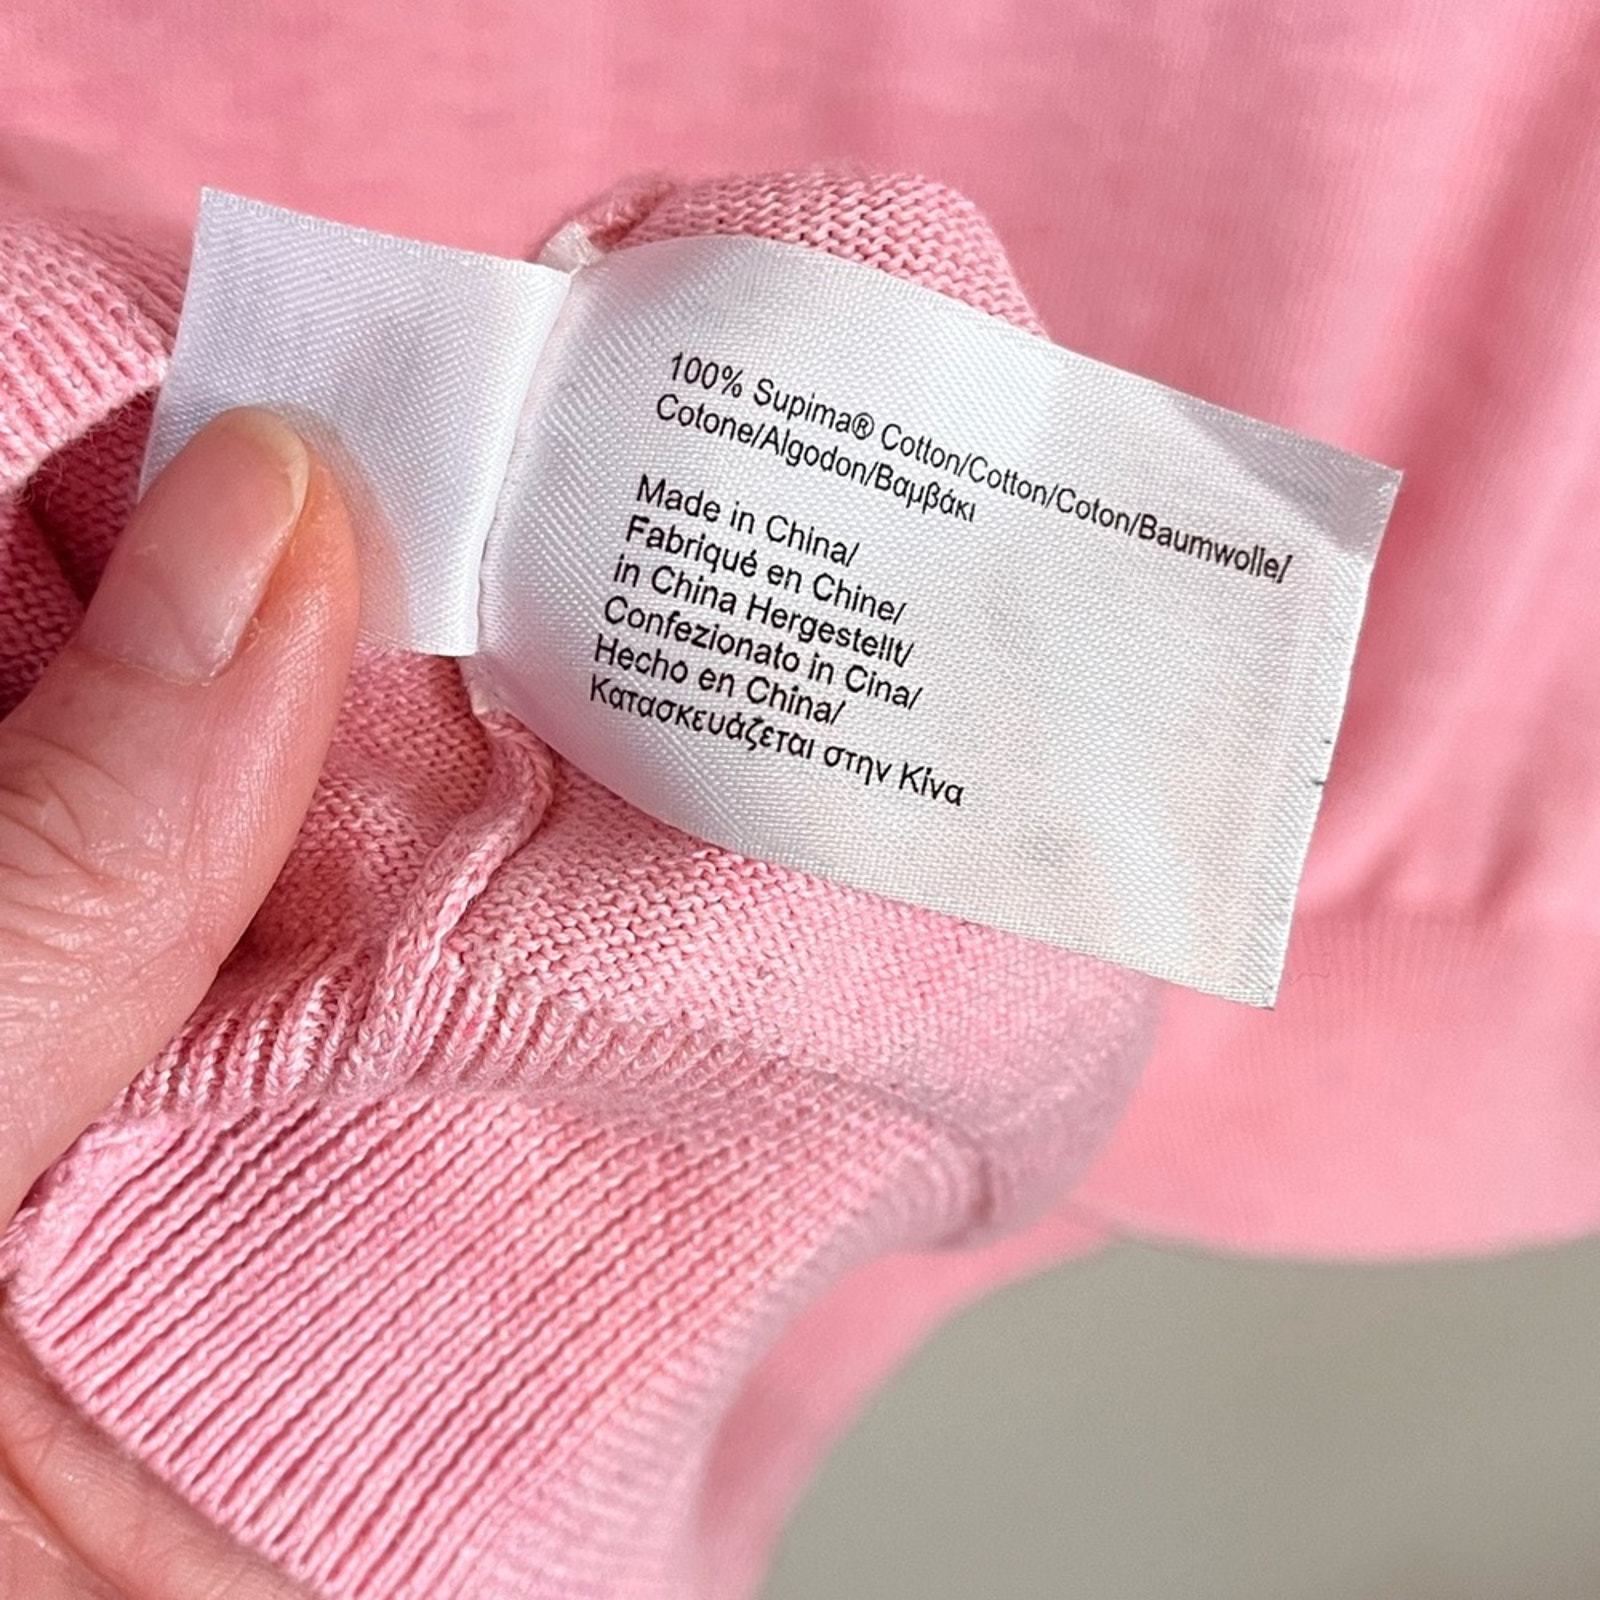 100% Supima® Cotton/Cotton/Coton/Baumwolle/
Cotone/Algodon/Βαμβάκι
Made in China/
Fabriqué en Chine/
in China Hergestellt/
Confezionato in Cina/
Hecho en China/
Κατασκευάζεται στην Κίνα